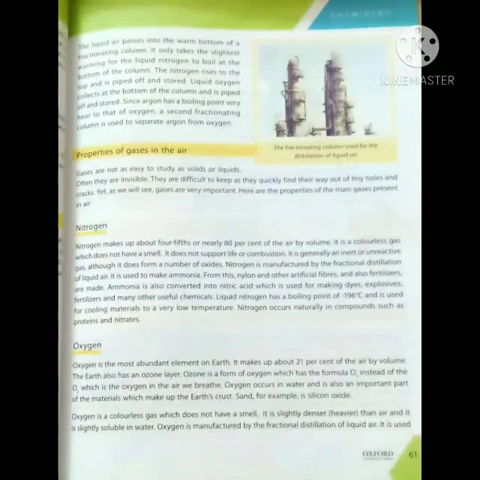 The liquid air passes into the warm bottom of a
fractionating column. It only takes the slightest
warming for the liquid nitrogen to boil at the
bottom of the column. The nitrogen rises to the
top and is piped off and stored. Liquid oxygen
collects at the bottom of the column and is piped
off and stored. Since argon has a boiling point very
near to that of oxygen, a second fractionating
column is used to separate argon from oxygen.
KINEMASTER
The fractionating column used for the
distillation of liquid air
Properties of gases in the air
Gases are not as easy to study as solids or liquids.
Often they are invisible. They are difficult to keep as they quickly find their way out of tiny holes and
cracks. Yet, as we will see, gases are very important. Here are the properties of the main gases present
in air.
Nitrogen
Nitrogen makes up about four-fifths or nearly 80 per cent of the air by volume. It is a colourless gas
which does not have a smell. It does not support life or combustion. It is generally an inert or unreactive
gas, although it does form a number of oxides. Nitrogen is manufactured by the fractional distillation
of liquid air. It is used to make ammonia. From this, nylon and other artificial fibres, and also fertilizers,
are made. Ammonia is also converted into nitric acid which is used for making dyes, explosives,
fertilizers and many other useful chemicals. Liquid nitrogen has a boiling point of -196°C and is used
for cooling materials to a very low temperature. Nitrogen occurs naturally in compounds such as
proteins and nitrates.
Oxygen
Oxygen is the most abundant element on Earth. It makes up about 21 per cent of the air by volume.
The Earth also has an ozone layer. Ozone is a form of oxygen which has the formula O₃ instead of the
O₂ which is the oxygen in the air we breathe. Oxygen occurs in water and is also an important part
of the materials which make up the Earth's crust. Sand, for example, is silicon oxide.
Oxygen is a colourless gas which does not have a smell. It is slightly denser (heavier) than air and it
is slightly soluble in water. Oxygen is manufactured by the fractional distillation of liquid air. It is used
OXFORD
61